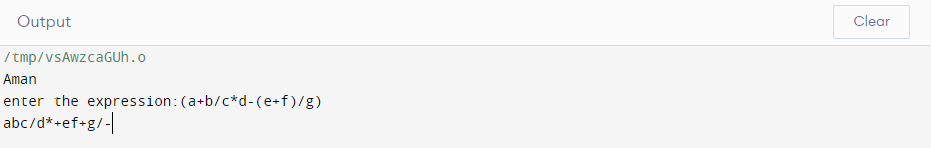 Output
Clear
/tmp/vsAwzcaGUh.o
Aman
enter the expression:(a+b/c*d-(e+f)/g)
abc/d*+ef+g/-